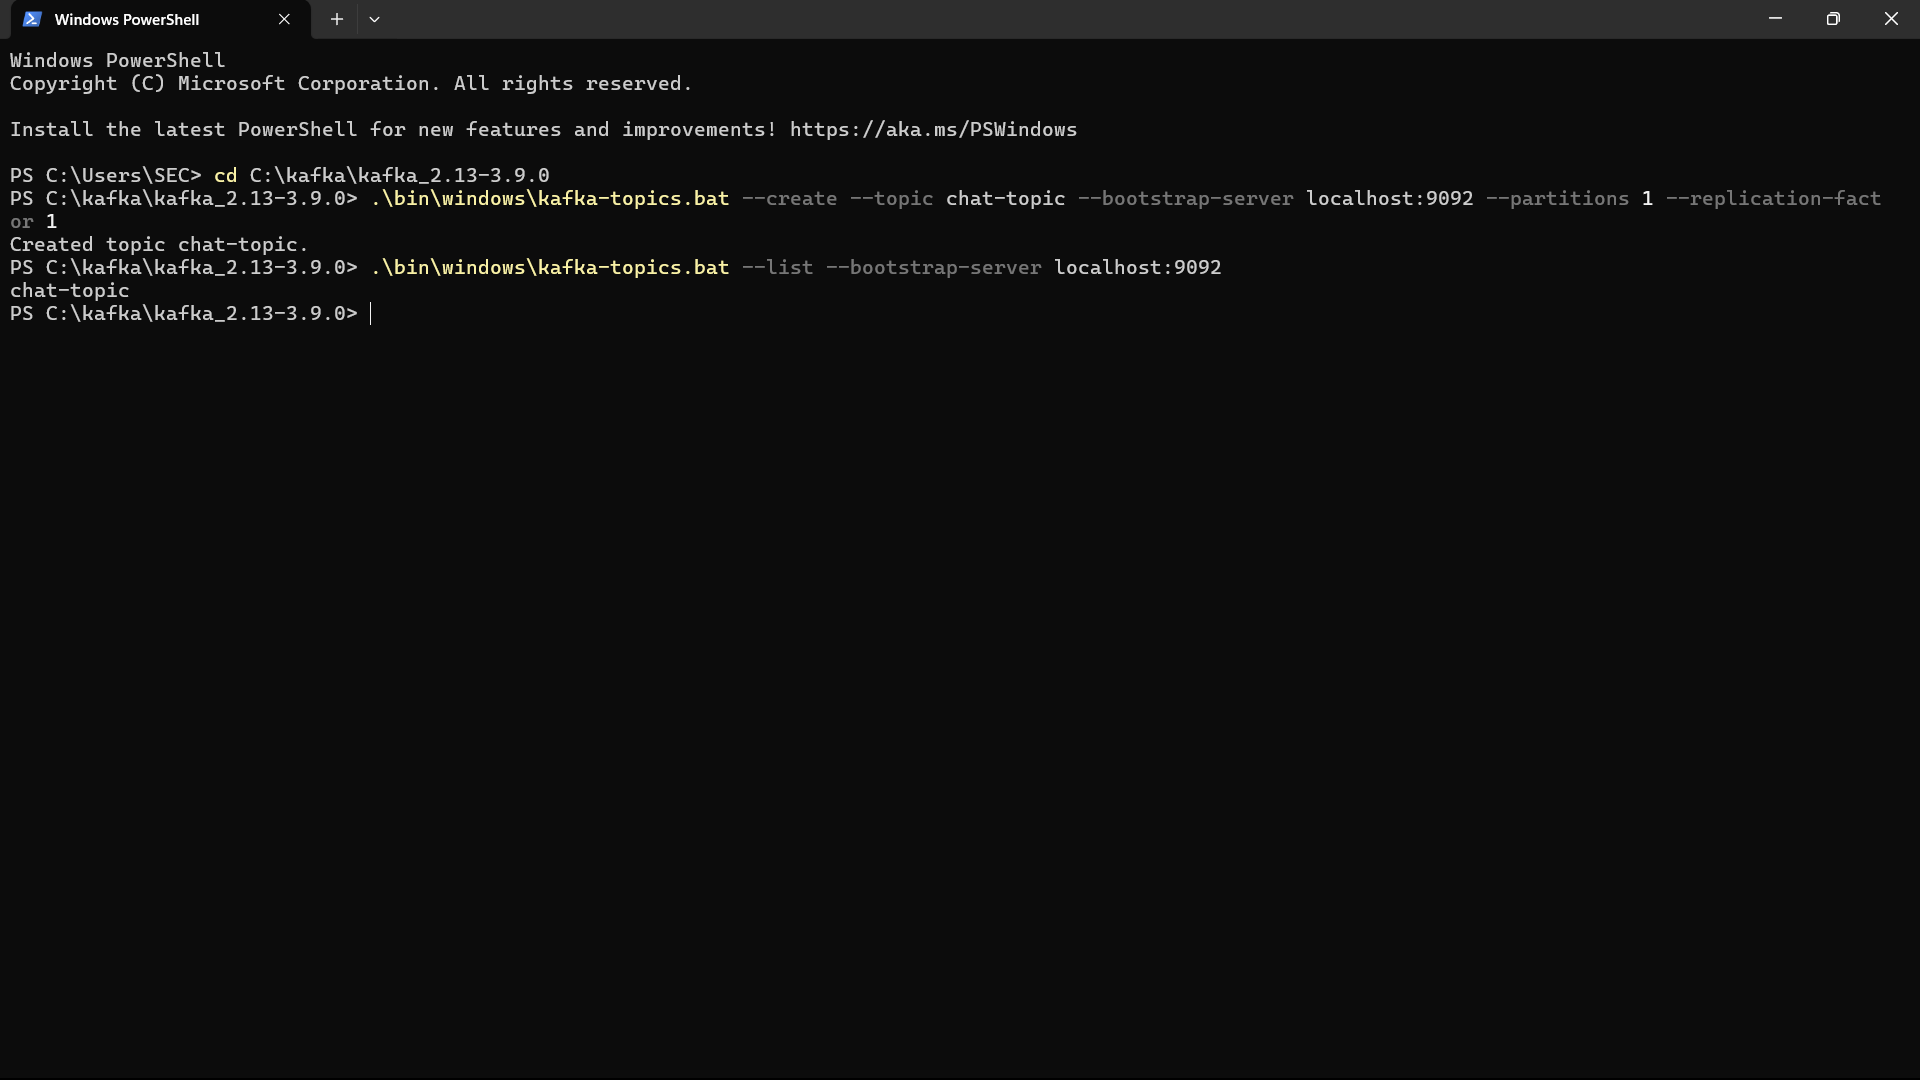 Windows PowerShell
Windows PowerShell
Copyright (C) Microsoft Corporation. All rights reserved.
Install the latest PowerShell for new features and improvements! https://aka.ms/PSWindows
PS C:\Users\SEC> cd C:\kafka\kafka_2.13-3.9.0
PS C:\kafka\kafka_2.13-3.9.0> .\bin\windows\kafka-topics.bat --create --topic chat-topic --bootstrap-server localhost:9092 --partitions 1 --replication-fact
or 1
Created topic chat-topic.
PS C:\kafka\kafka_2.13-3.9.0> .\bin\windows\kafka-topics.bat --list --bootstrap-server localhost:9092
chat-topic
PS C:\kafka\kafka_2.13-3.9.0>